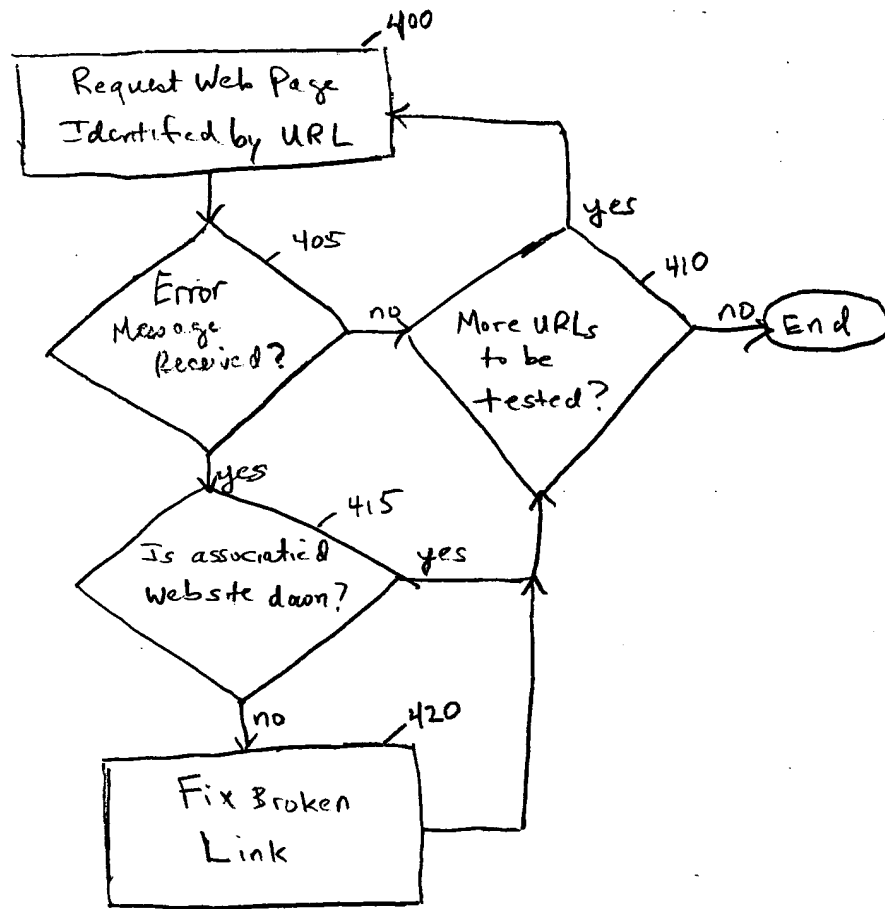 400
Request Web Page
Identified by URL
405
Error
Message
Received?
no
yes
410
More URLs
to be
tested?
yes
no
End
415
Is associatied
Website down?
yes
no
420
Fix Broken
Link